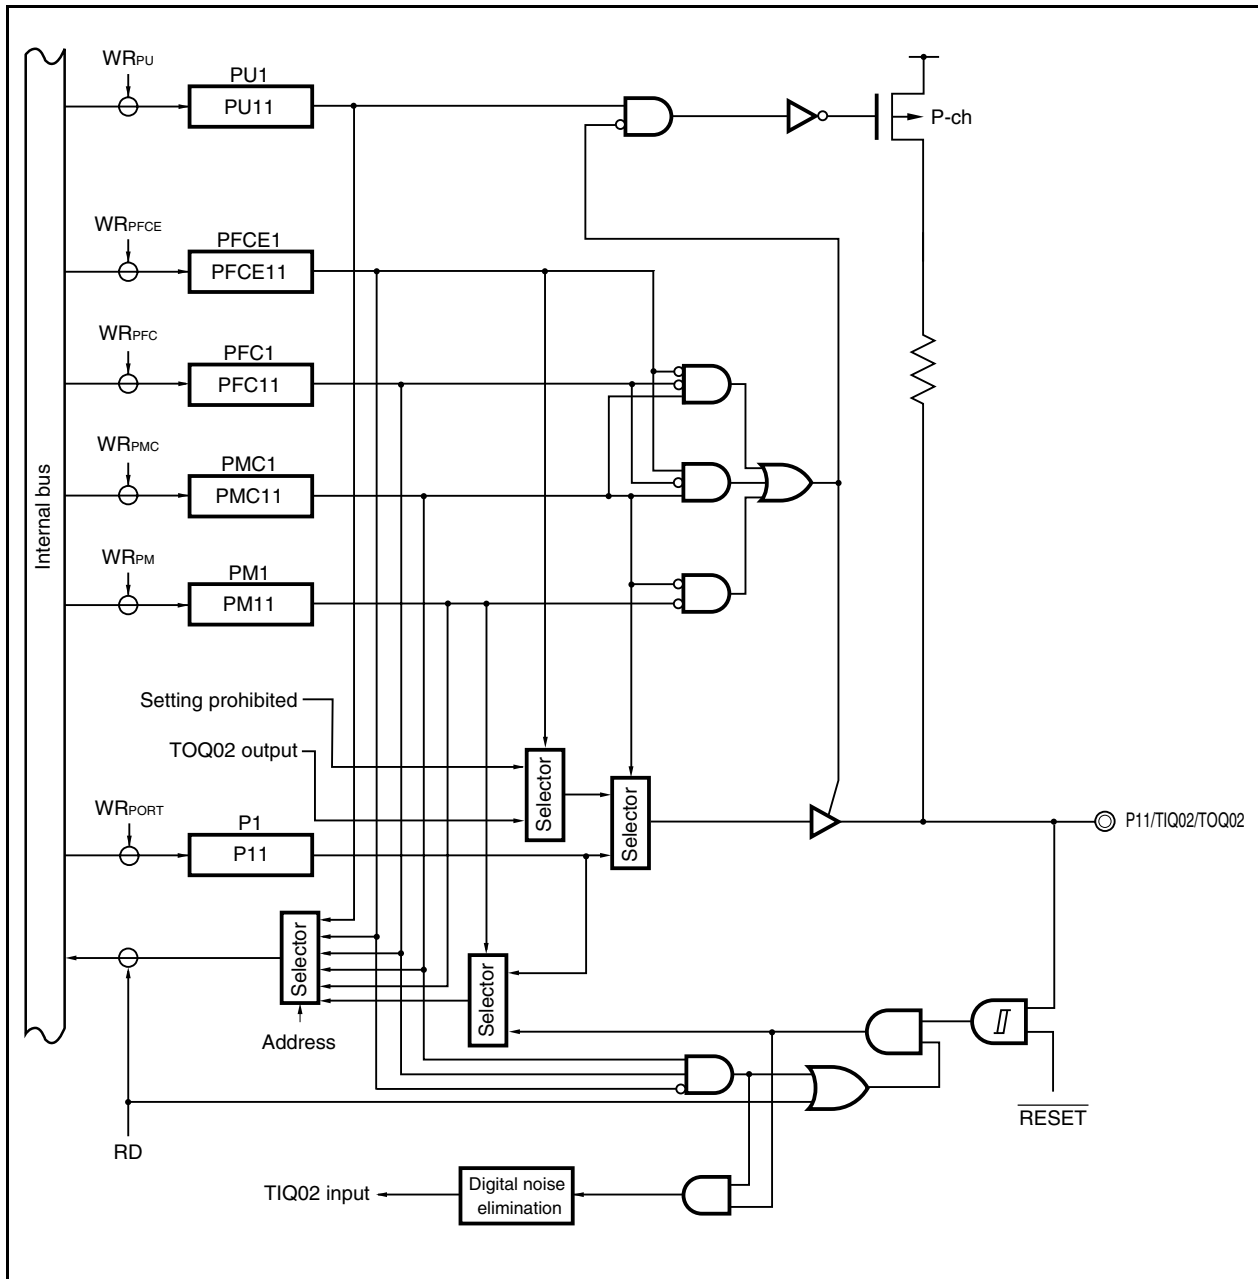 WRPU
PU1
PU11
P-ch
WRPFCE
PFCE1
PFCE11
WRPFC
PFC1
PFC11
WRPMC
PMC1
PMC11
Internal bus
WRPM
PM1
PM11
Setting prohibited
TOQ02 output
Selector
Selector
WRPORT
P1
P11
P11/TIQ02/TOQ02
Selector
Selector
Address
RESET
RD
TIQ02 input
Digital noise
elimination